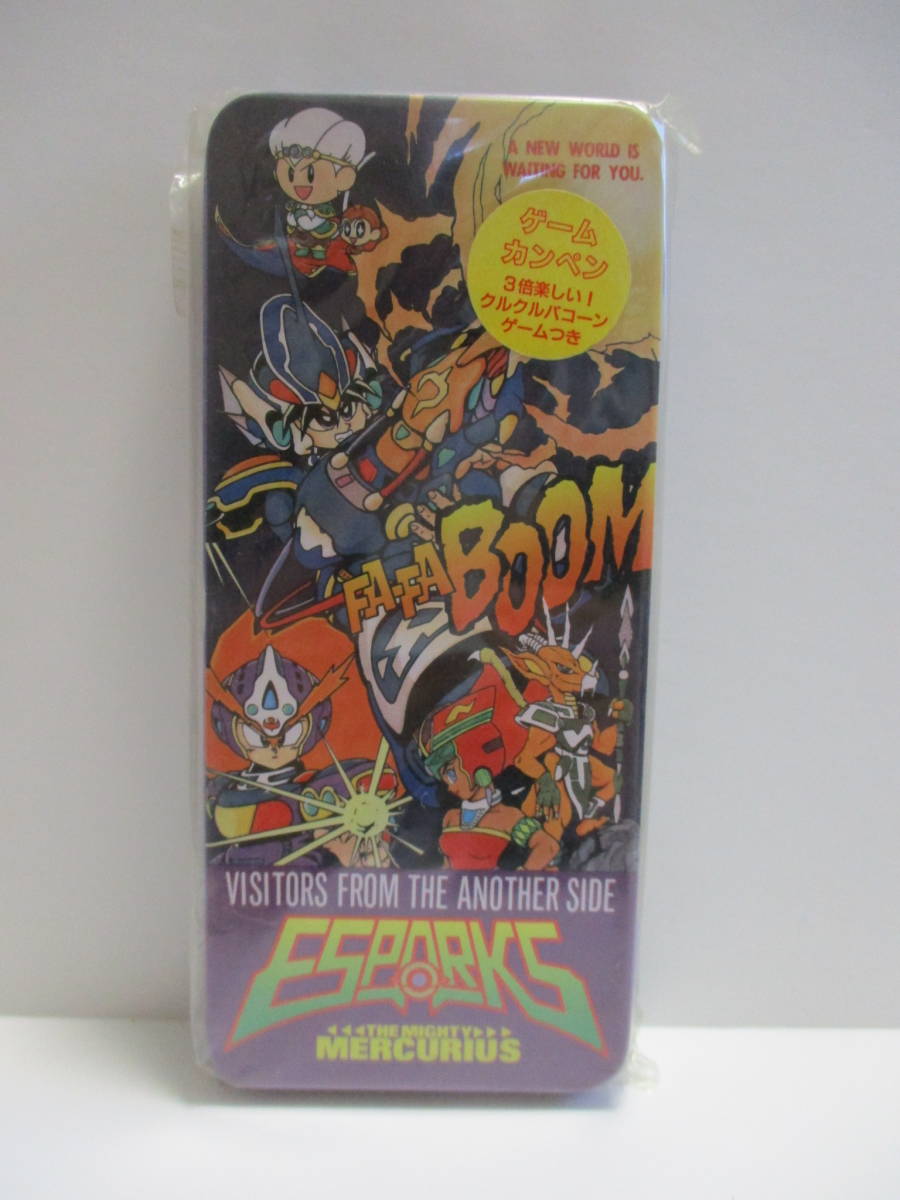 A NEW WORLD IS
WAITING FOR YOU.
ゲーム
カンペン
3倍楽しい!
クルクルパコーン
ゲームつき
FA-FA BOOM
VISITORS FROM THE ANOTHER SIDE
ESPARKS
THE MIGHTY
MERCURIUS